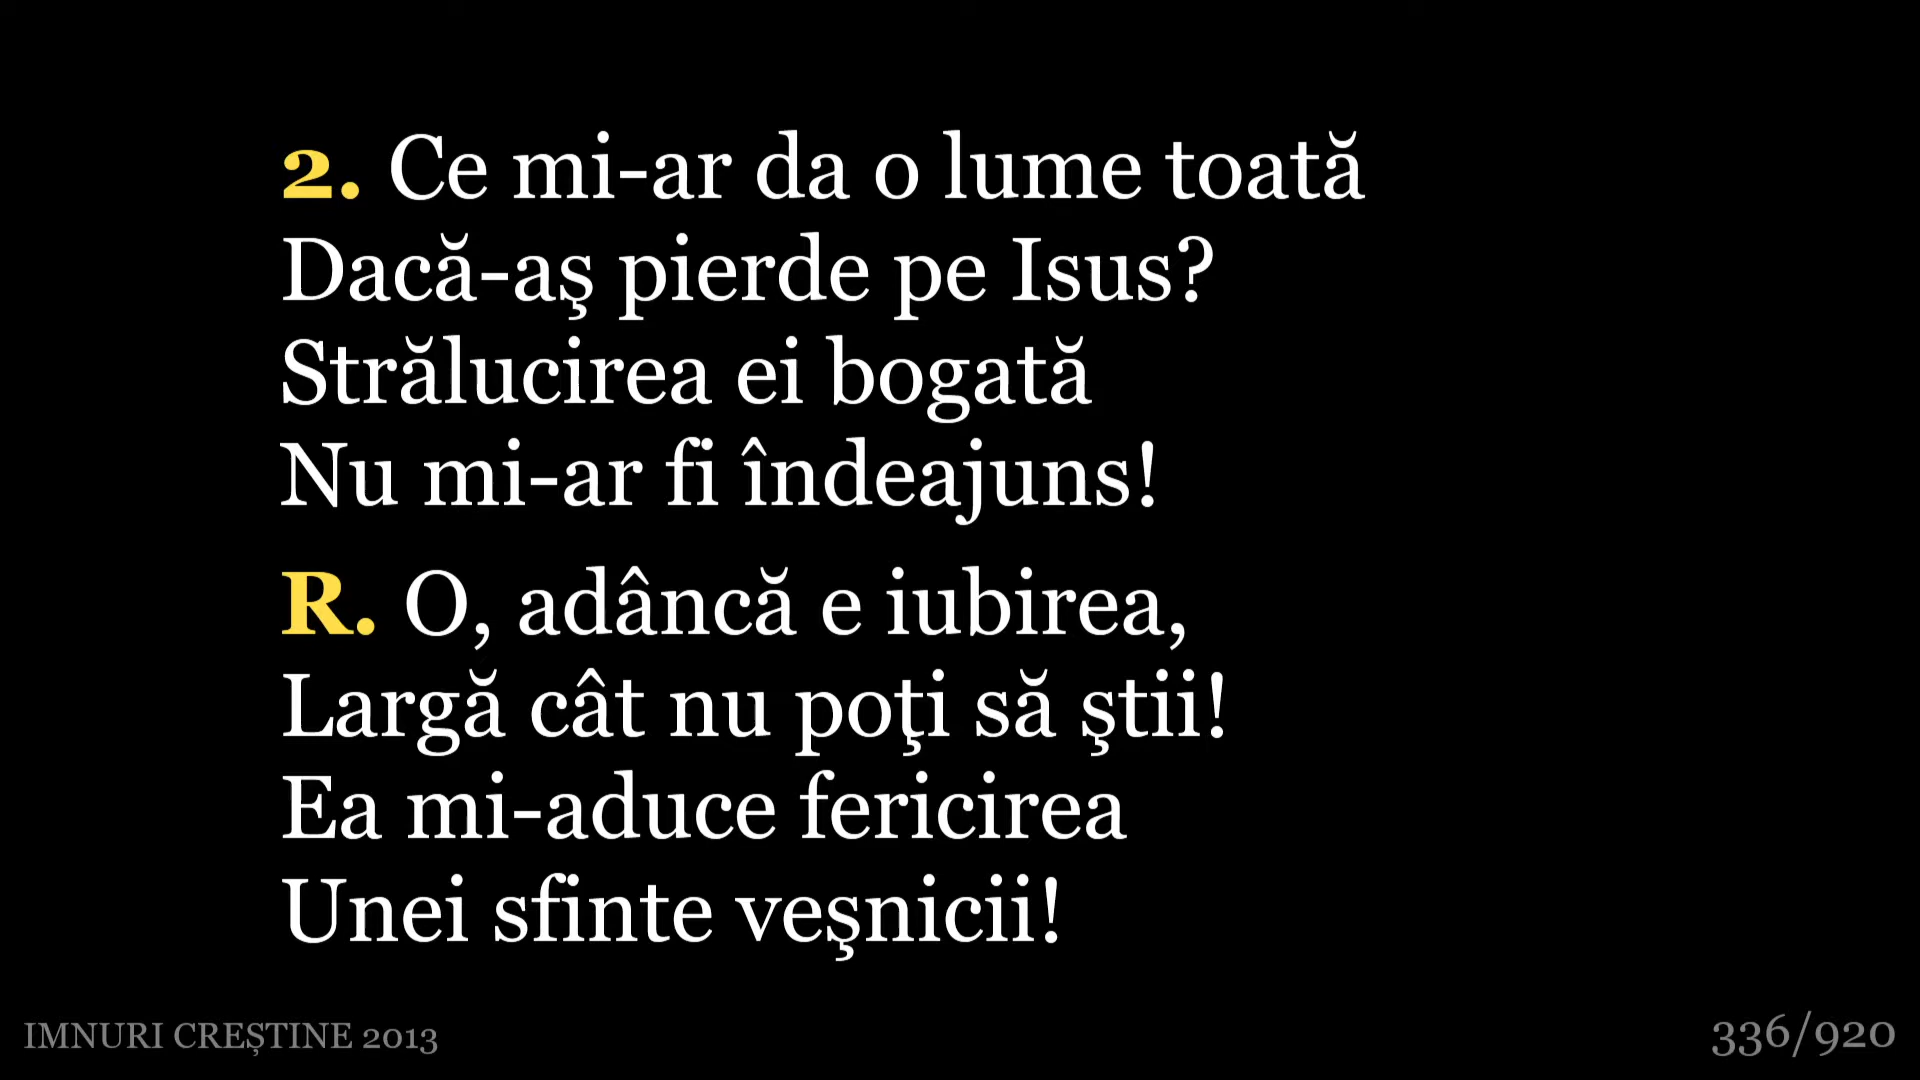 2. Ce mi-ar da o lume toată
Dacă-aş pierde pe Isus?
Strălucirea ei bogată
Nu mi-ar fi îndeajuns!
R. O, adâncă e iubirea,
Largă cât nu poţi să ştii!
Ea mi-aduce fericirea
Unei sfinte veşnicii!
IMNURI CREȘTINE 2013
336/920